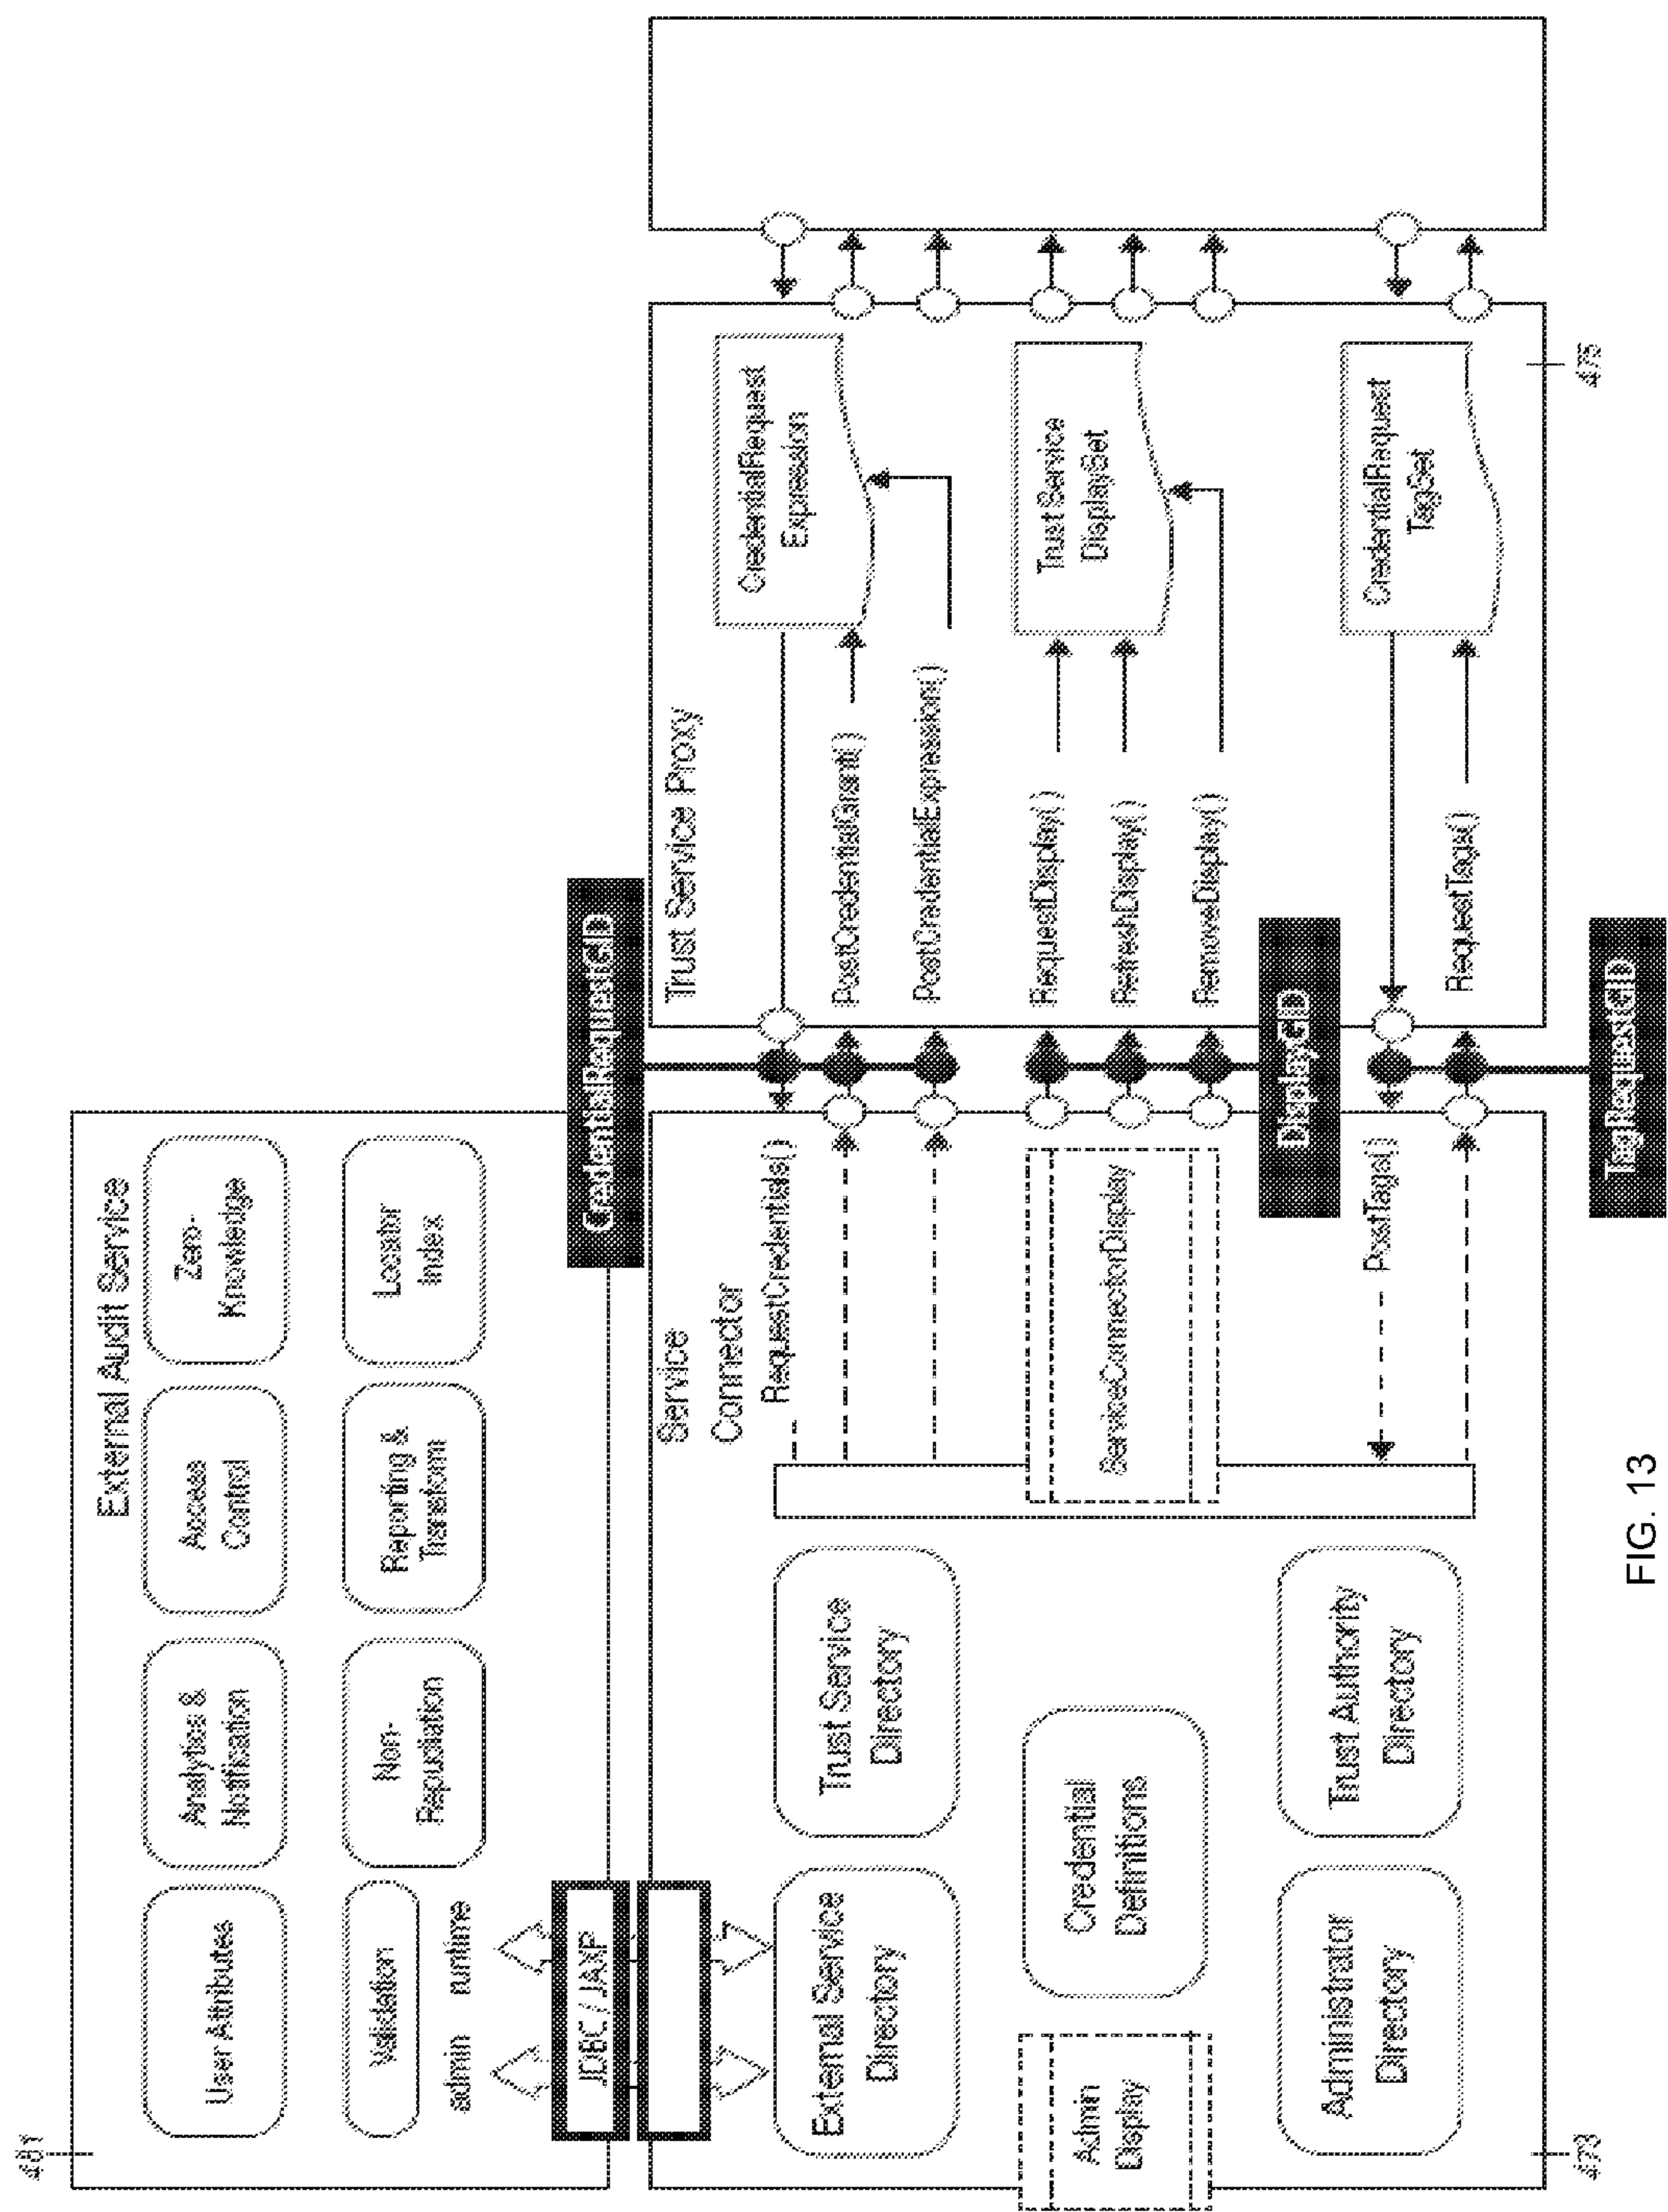 481
External Audit Service
User Attributes
Analytics &
Notification
Access
Control
Zero-
Knowledge
Validation
Non-
Repudiation
Reporting &
Transform
Locator
Index
admin
runtime
JDBC / JAXP
CredentialRequestGID
Service
Connector
External Service
Directory
Trust Service
Directory
RequestCredentials()
Admin
Display
Credential
Definitions
ServiceConnectorDisplay
Administrator
Directory
Trust Authority
Directory
PostTags()
473
DisplayGID
TagRequestGID
Trust Service Proxy
CredentialRequest
Expression
PostCredentialGrant()
PostCredentialExpression()
Trust Service
DisplaySet
RequestDisplay()
RefreshDisplay()
RemoveDisplay()
CredentialRequest
TagSet
RequestTags()
475
FIG. 13